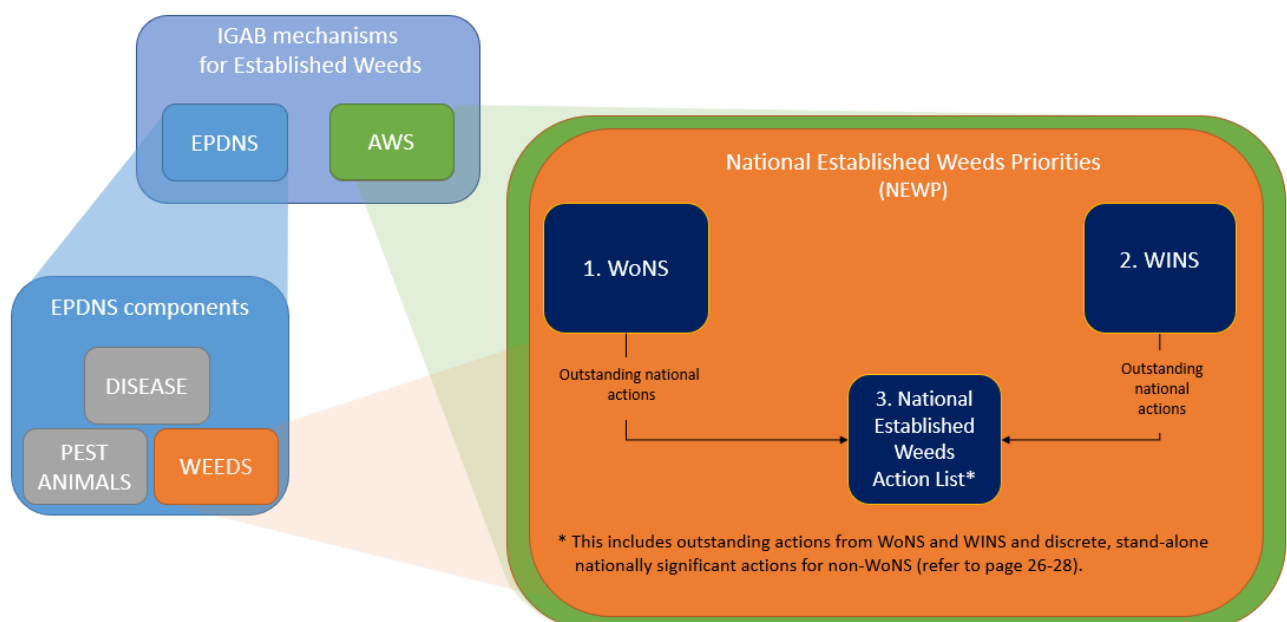 IGAB mechanisms
for Established Weeds
EPDNS
AWS
EPDNS components
DISEASE
PEST
ANIMALS
WEEDS
National Established Weeds Priorities
(NEWP)
1. WoNS
2. WINS
Outstanding national
actions
Outstanding
national
actions
3. National
Established
Weeds
Action List*
* This includes outstanding actions from WoNS and WINS and discrete, stand-alone
nationally significant actions for non-WoNS (refer to page 26-28).